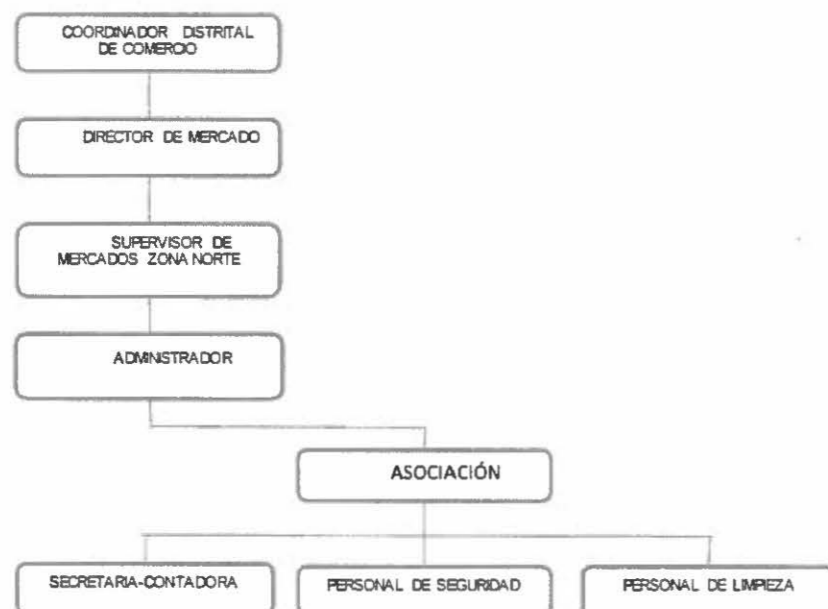 COORDINADOR DISTRITAL
DE COMERCIO
DIRECTOR DE MERCADO
SUPERVISOR DE
MERCADOS ZONA NORTE
ADMINISTRADOR
ASOCIACIÓN
SECRETARIA-CONTADORA
PERSONAL DE SEGURIDAD
PERSONAL DE LIMPIEZA